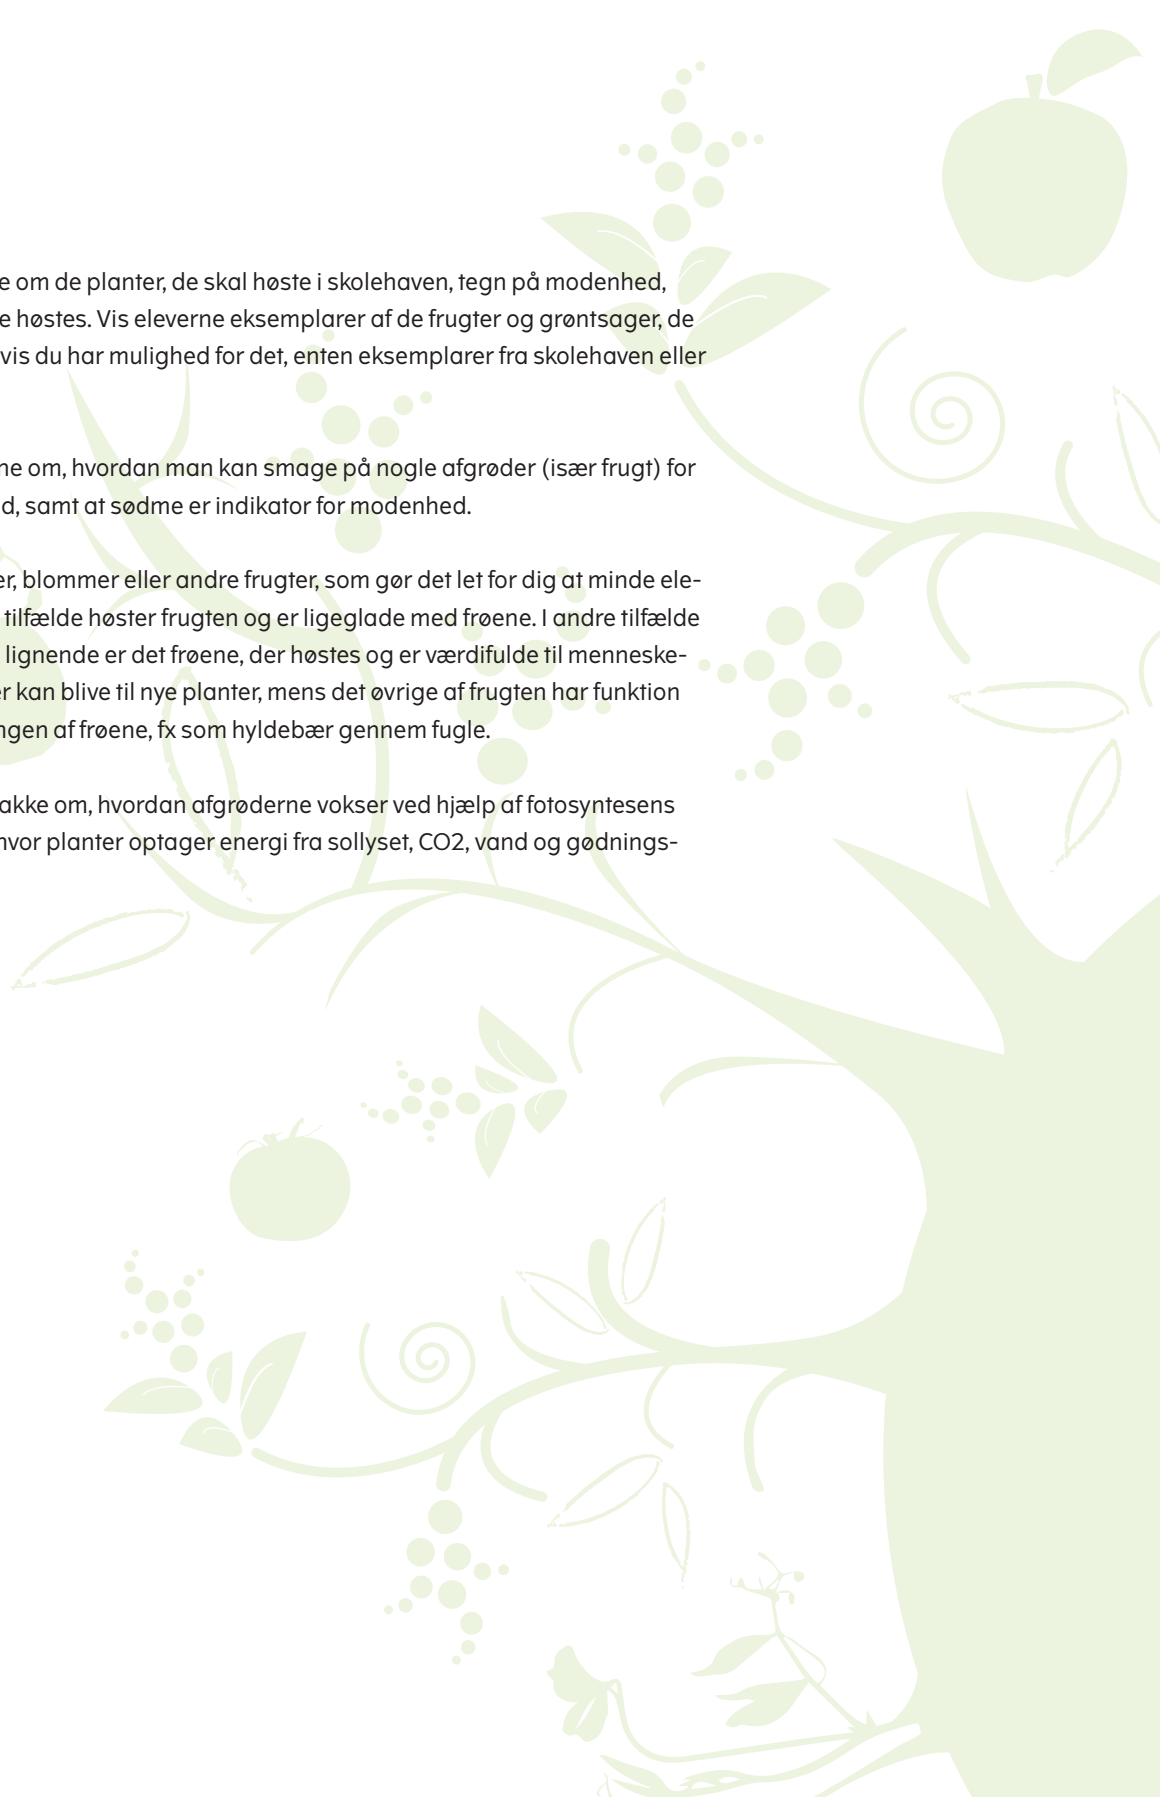 e om de planter, de skal høste i skolehaven, tegn på modenhed,
e høstes. Vis eleverne eksemplarer af de frugter og grøntsager, de
vis du har mulighed for det, enten eksemplarer fra skolehaven eller
ne om, hvordan man kan smage på nogle afgrøder (især frugt) for
d, samt at sødme er indikator for modenhed.
er, blommer eller andre frugter, som gør det let for dig at minde ele-
tilfælde høster frugten og er ligeglade med frøene. I andre tilfælde
lignende er det frøene, der høstes og er værdifulde til menneske-
er kan blive til nye planter, mens det øvrige af frugten har funktion
ngen af frøene, fx som hyldebær gennem fugle.
akke om, hvordan afgrøderne vokser ved hjælp af fotosyntesens
hvor planter optager energi fra sollyset, CO2, vand og gødnings-